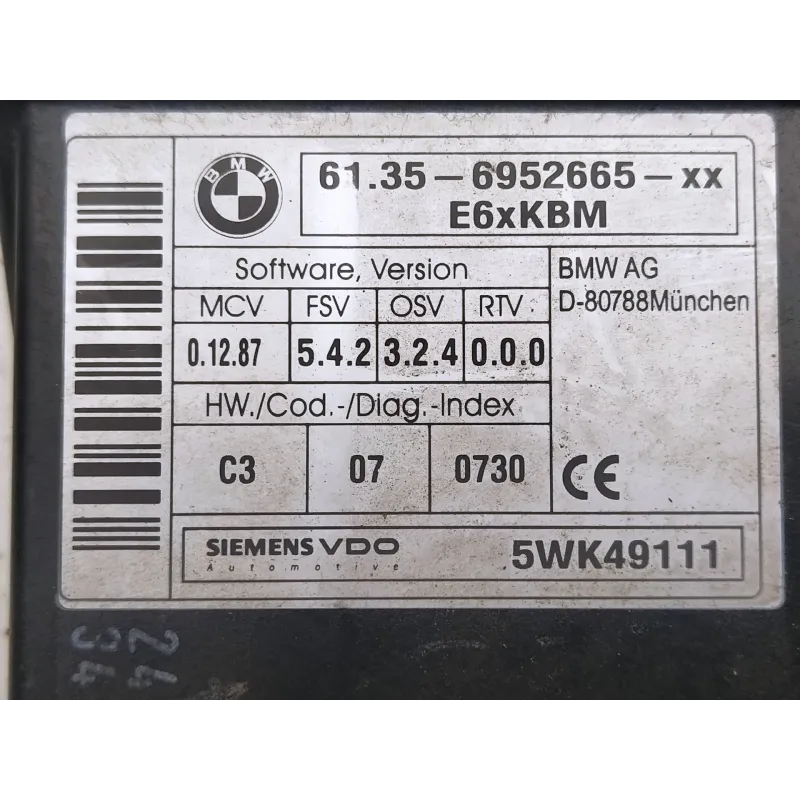 BMW
61.35-6952665-xx
E6xKBM
Software, Version
BMW AG
D-80788München
MCV FSV OSV RTV
0.12.87 5.4.2 3.2.4 0.0.0
HW./Cod.-/Diag.-Index
C3 07 0730
CE
SIEMENS VDO
Automotive
5WK49111
24
34